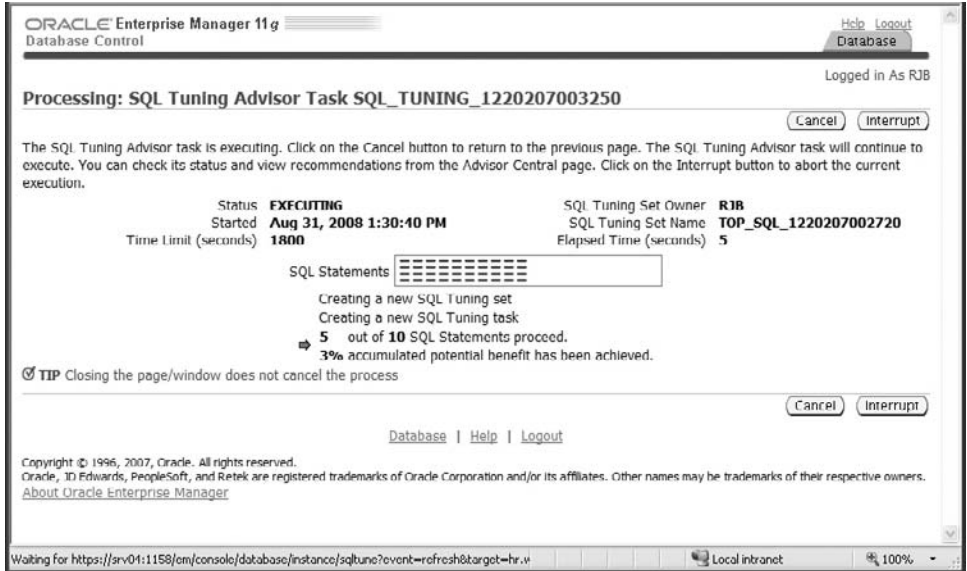 ORACLE Enterprise Manager 11g
Database Control
Help Logout
Database
Logged in As RJB
Processing: SQL Tuning Advisor Task SQL_TUNING_1220207003250
Cancel Interrupt
The SQL Tuning Advisor task is executing. Click on the Cancel button to return to the previous page. The SQL Tuning Advisor task will continue to
execute. You can check its status and view recommendations from the Advisor Central page. Click on the Interrupt button to abort the current
execution.
Status EXECUTING SQL Tuning Set Owner RJB
Started Aug 31, 2008 1:30:40 PM SQL Tuning Set Name TOP_SQL_1220207002720
Time Limit (seconds) 1800 Elapsed Time (seconds) 5
SQL Statements
Creating a new SQL Tuning set
Creating a new SQL Tuning task
5 out of 10 SQL Statements proceed.
3% accumulated potential benefit has been achieved.
TIP Closing the page/window does not cancel the process
Cancel Interrupt
Database | Help | Logout
Copyright © 1996, 2007, Oracle. All rights reserved.
Oracle, JD Edwards, PeopleSoft, and Retek are registered trademarks of Oracle Corporation and/or its affiliates. Other names may be trademarks of their respective owners.
About Oracle Enterprise Manager
Waiting for https://srv04:1158/em/console/database/instance/sqltune?event=refresh&target=hr.w Local intranet 100%